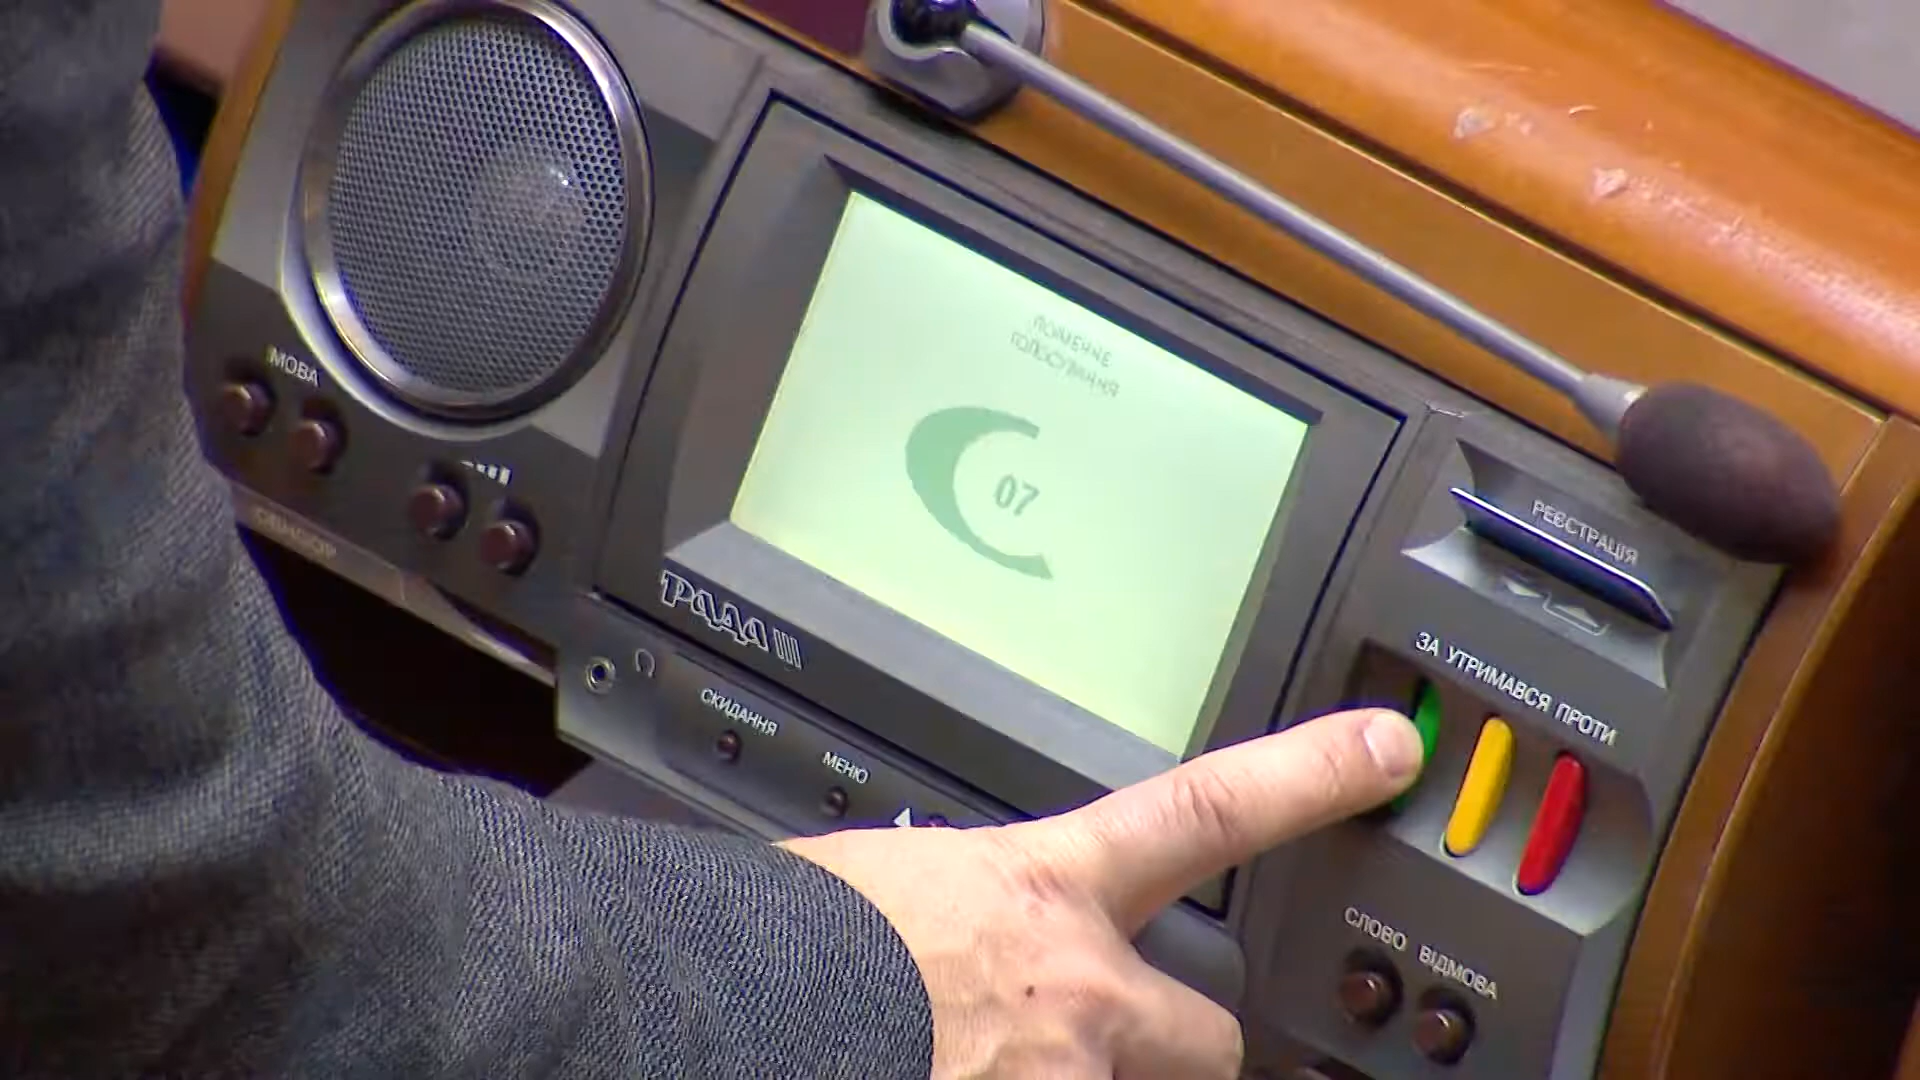 МОВА
ПОІМЕННЕ
ГОЛОСУВАННЯ
07
РАДА III
СКИДАННЯ
МЕНЮ
РЕЄСТРАЦІЯ
ЗА УТРИМАВСЯ ПРОТИ
СЛОВО ВІДМОВА